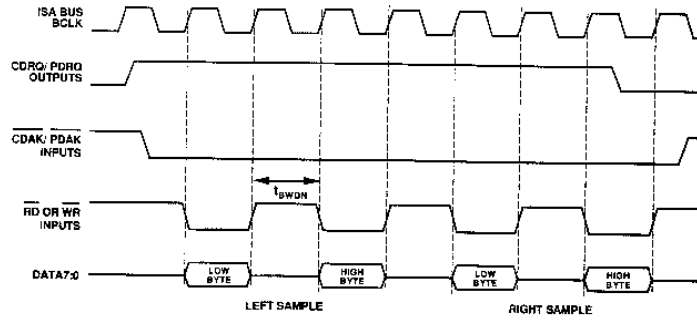 ISA BUS
BCLK
CDRQ/ PDRQ
OUTPUTS
CDAK/ PDAK
INPUTS
tBWDN
RD OR WR
INPUTS
DATA7:0
LOW
BYTE
HIGH
BYTE
LOW
BYTE
HIGH
BYTE
LEFT SAMPLE
RIGHT SAMPLE